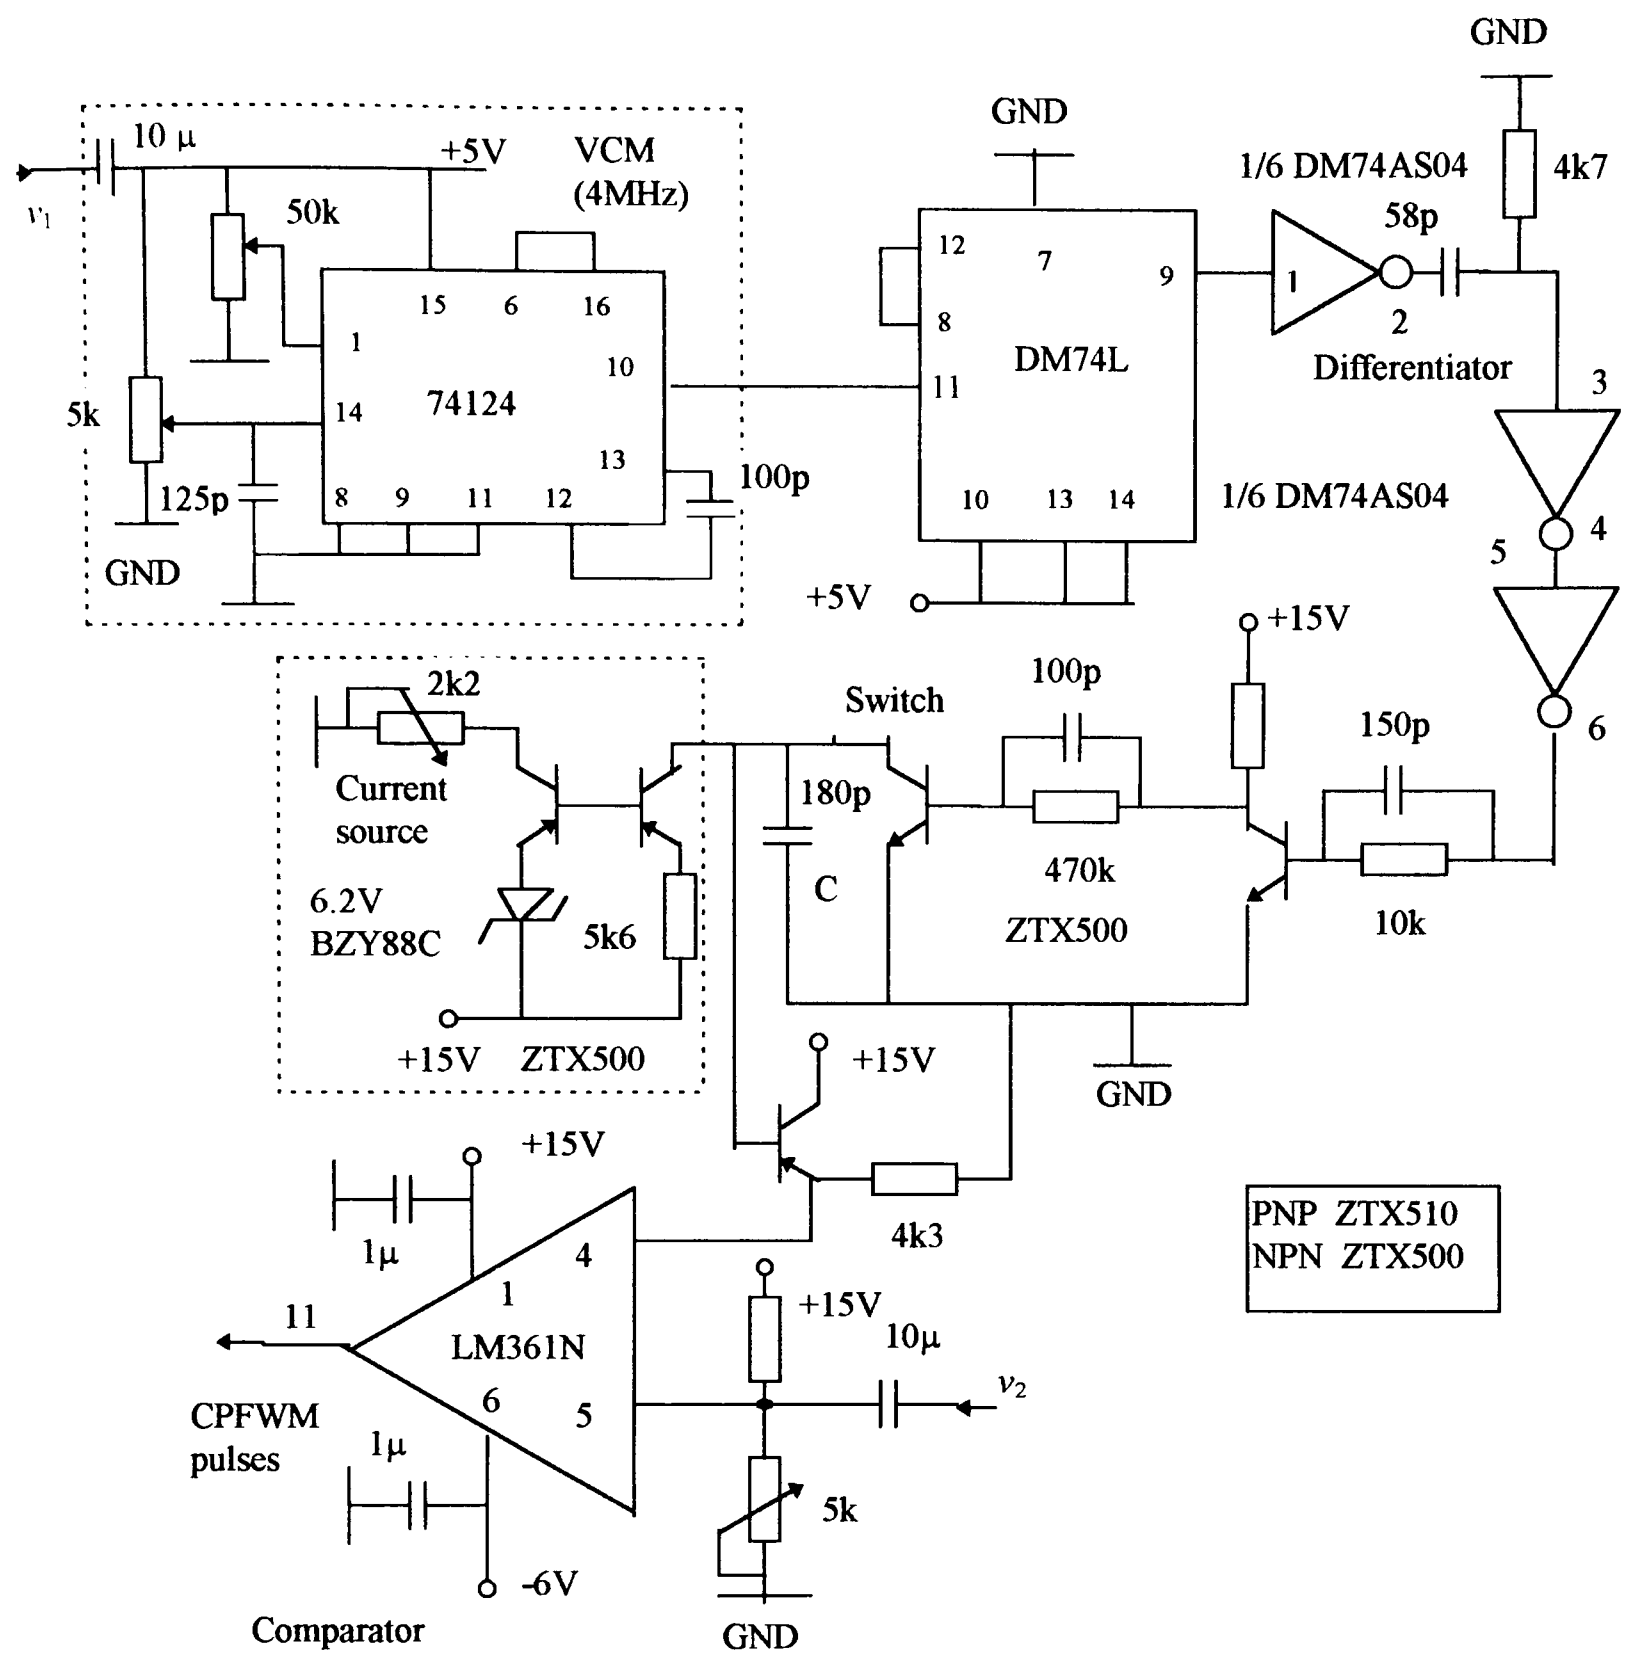 GND
10 µ
+5V
VCM
(4MHz)
v1
50k
GND
1/6 DM74AS04
4k7
58p
15
6
16
1
10
74124
14
13
5k
125p
8
9
11
12
100p
GND
12
7
9
8
DM74L
11
10
13
14
+5V
1
2
Differentiator
3
1/6 DM74AS04
4
5
6
+15V
2k2
Current
source
6.2V
BZY88C
5k6
+15V
ZTX500
Switch
180p
C
100p
470k
ZTX500
150p
10k
GND
+15V
4k3
PNP ZTX510
NPN ZTX500
+15V
1µ
4
1
11
LM361N
6
5
CPFWM
pulses
1µ
-6V
Comparator
+15V
10µ
v2
5k
GND